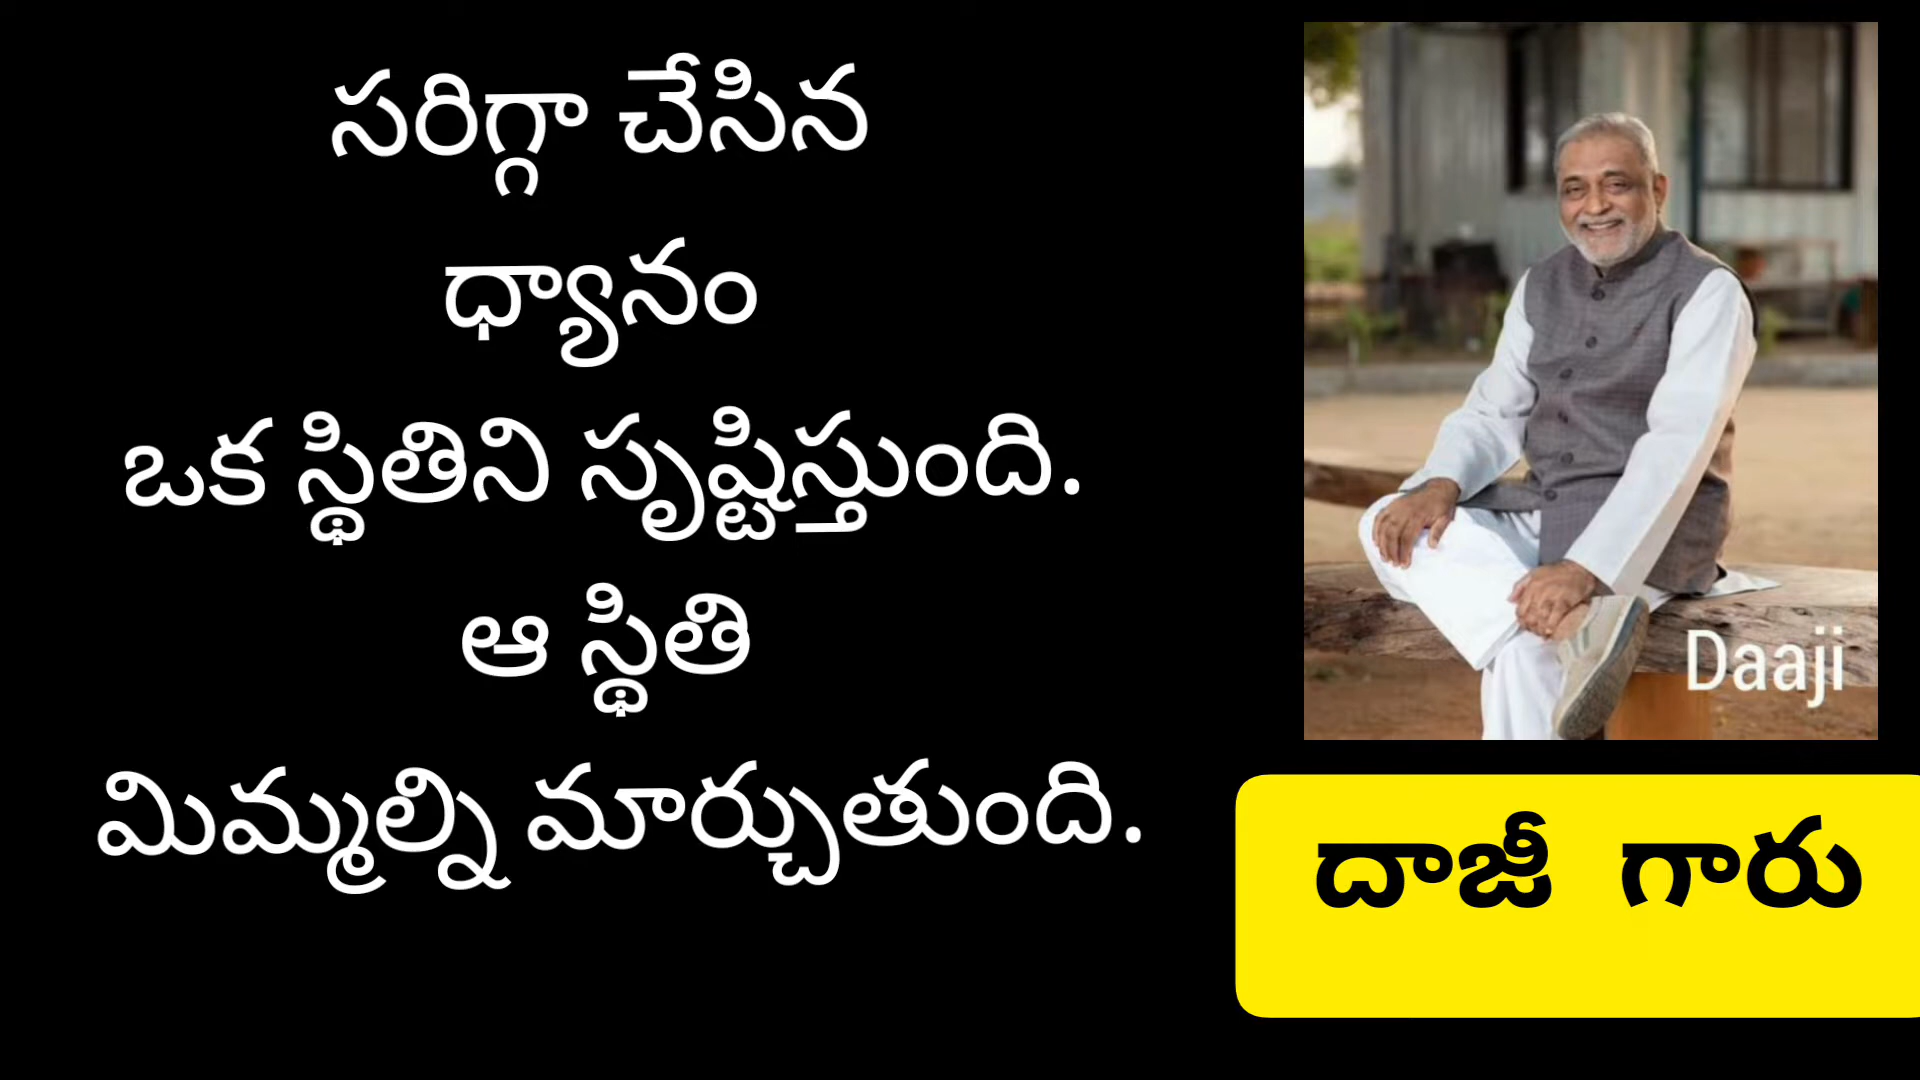 సరిగ్గా చేసిన
ధ్యానం
ఒక స్థితిని సృష్టిస్తుంది.
ఆ స్థితి
మిమ్మల్ని మార్చుతుంది.
Daaji
దాజీ గారు